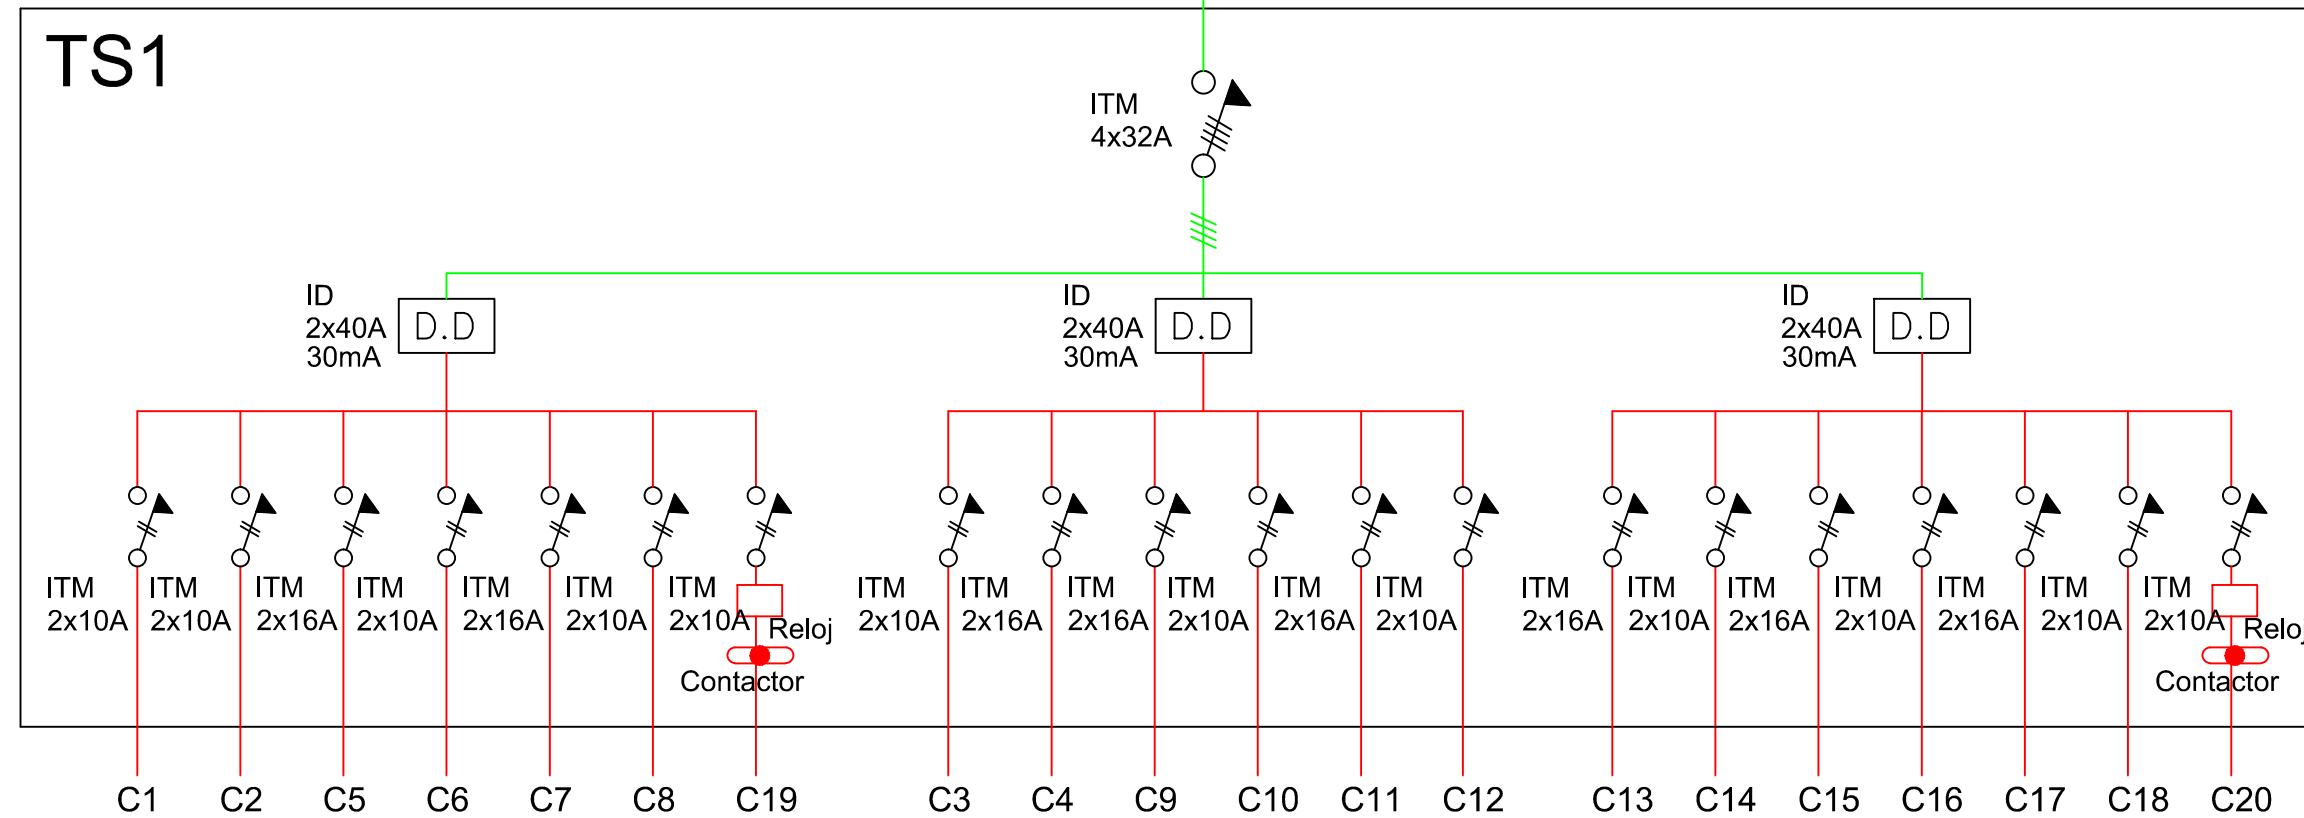 TS1
ITM
4x32A
ID
2x40A
30mA
D.D
ID
2x40A
30mA
D.D
ID
2x40A
30mA
D.D
ITM
2x10A
ITM
2x10A
ITM
2x16A
ITM
2x10A
ITM
2x16A
ITM
2x10A
ITM
2x10A
Reloj
Contactor
ITM
2x10A
ITM
2x16A
ITM
2x16A
ITM
2x10A
ITM
2x16A
ITM
2x10A
ITM
2x16A
ITM
2x10A
ITM
2x16A
ITM
2x10A
ITM
2x16A
ITM
2x10A
ITM
2x10A
Reloj
Contactor
C1 C2 C5 C6 C7 C8 C19 C3 C4 C9 C10 C11 C12 C13 C14 C15 C16 C17 C18 C20